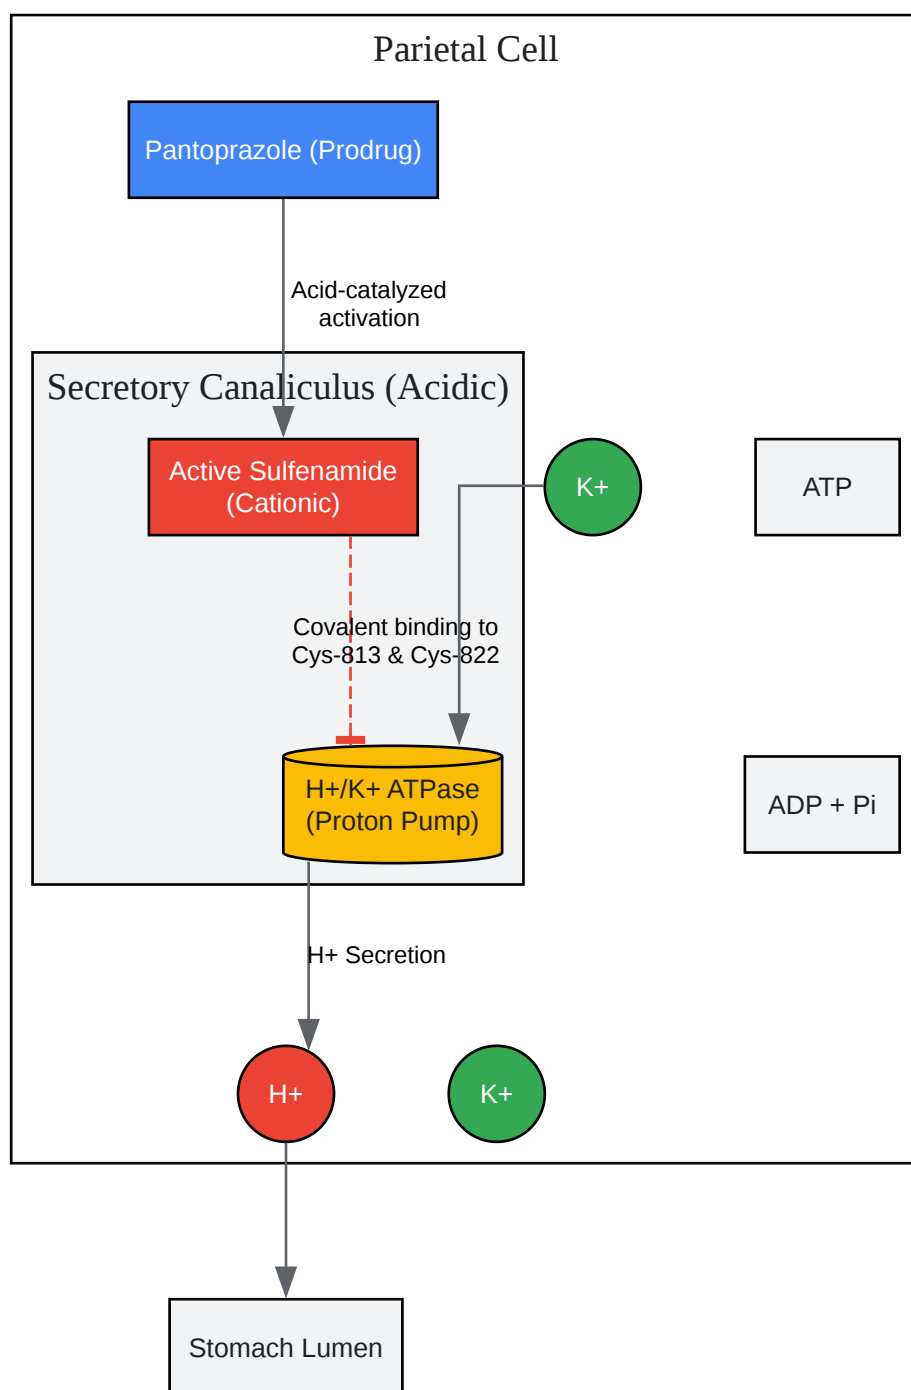 Parietal Cell
Pantoprazole (Prodrug)
Acid-catalyzed
activation
Secretory Canaliculus (Acidic)
Active Sulfenamide
(Cationic)
K+
ATP
Covalent binding to
Cys-813 & Cys-822
H+/K+ ATPase
(Proton Pump)
ADP + Pi
H+ Secretion
H+
K+
Stomach Lumen